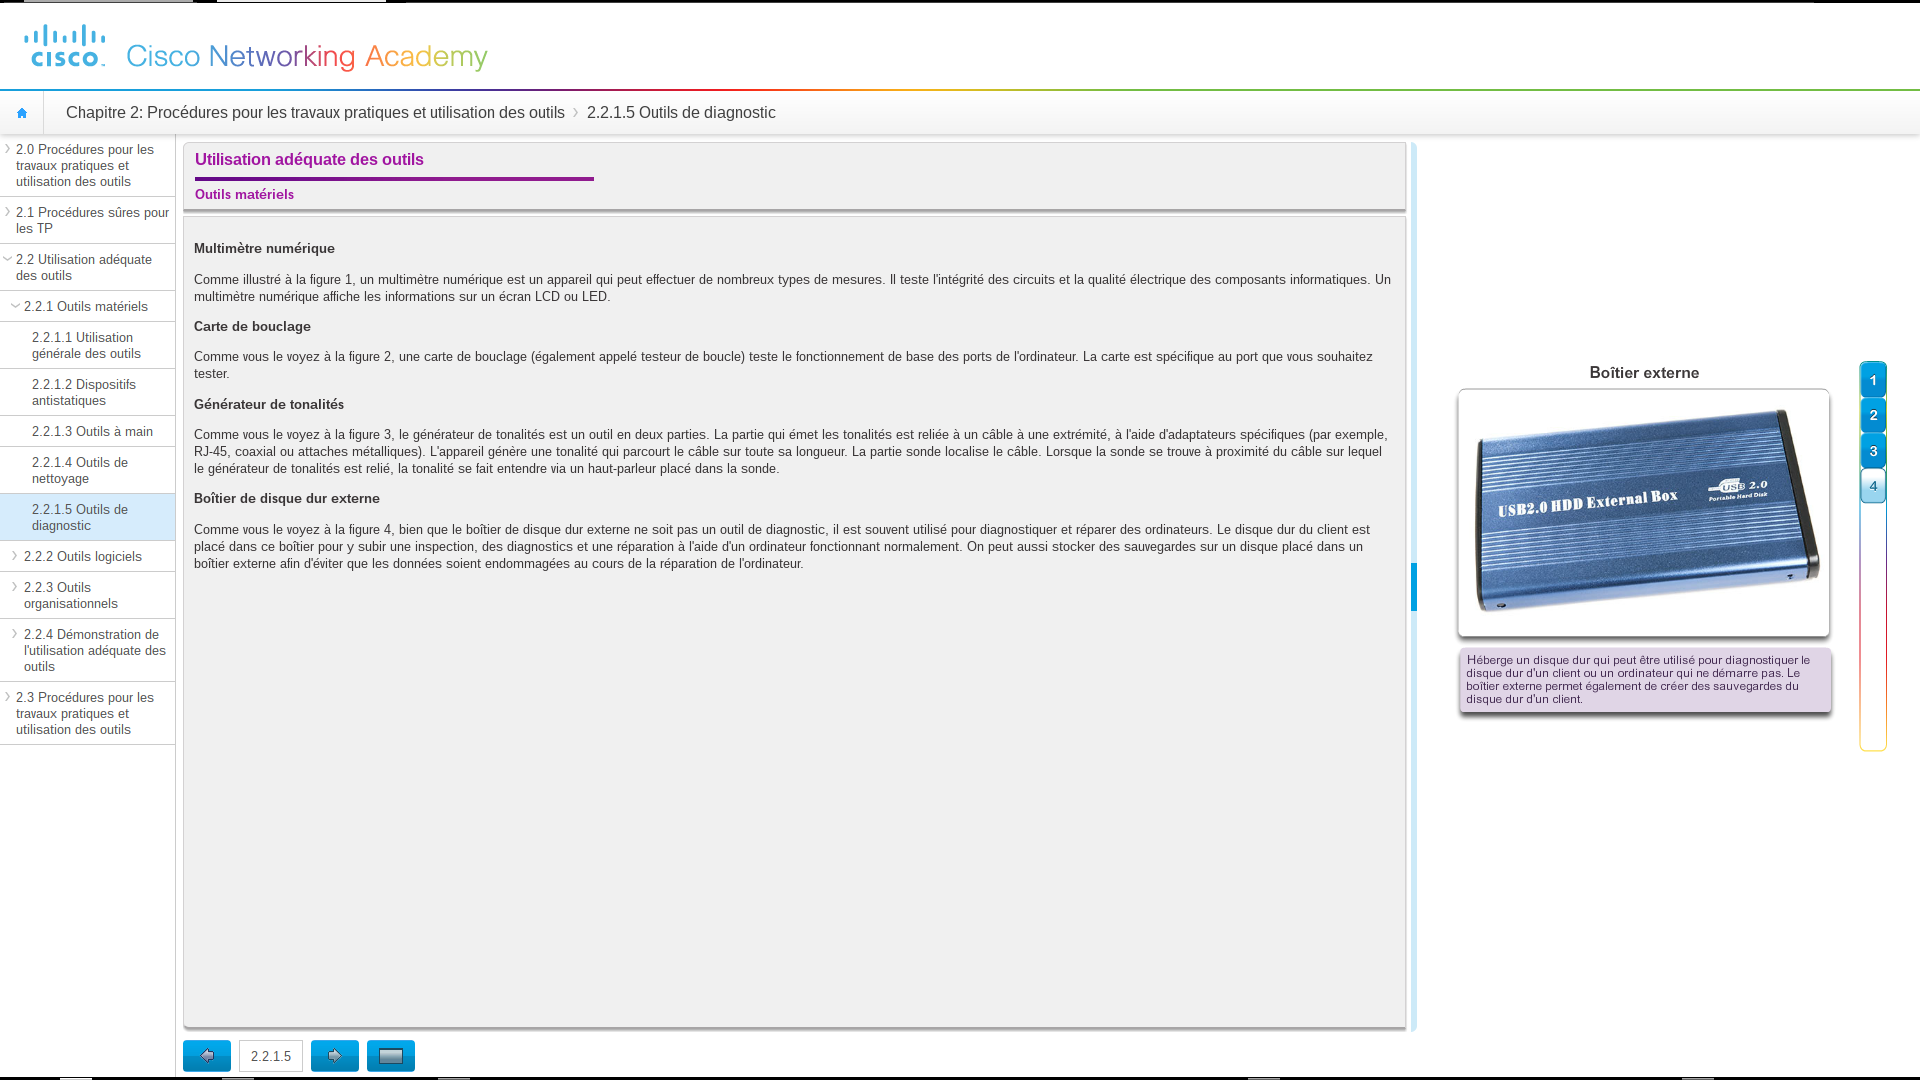 cisco
Cisco Networking Academy
Chapitre 2: Procédures pour les travaux pratiques et utilisation des outils
2.2.1.5 Outils de diagnostic
2.0 Procédures pour les
travaux pratiques et
utilisation des outils
2.1 Procédures sûres pour
les TP
2.2 Utilisation adéquate
des outils
2.2.1 Outils matériels
2.2.1.1 Utilisation
générale des outils
2.2.1.2 Dispositifs
antistatiques
2.2.1.3 Outils à main
2.2.1.4 Outils de
nettoyage
2.2.1.5 Outils de
diagnostic
2.2.2 Outils logiciels
2.2.3 Outils
organisationnels
2.2.4 Démonstration de
l'utilisation adéquate des
outils
2.3 Procédures pour les
travaux pratiques et
utilisation des outils
Utilisation adéquate des outils
Outils matériels
Multimètre numérique
Comme illustré à la figure 1, un multimètre numérique est un appareil qui peut effectuer de nombreux types de mesures. Il teste l'intégrité des circuits et la qualité électrique des composants informatiques. Un
multimètre numérique affiche les informations sur un écran LCD ou LED.
Carte de bouclage
Comme vous le voyez à la figure 2, une carte de bouclage (également appelé testeur de boucle) teste le fonctionnement de base des ports de l'ordinateur. La carte est spécifique au port que vous souhaitez
tester.
Générateur de tonalités
Comme vous le voyez à la figure 3, le générateur de tonalités est un outil en deux parties. La partie qui émet les tonalités est reliée à un câble à une extrémité, à l'aide d'adaptateurs spécifiques (par exemple,
RJ-45, coaxial ou attaches métalliques). L'appareil génère une tonalité qui parcourt le câble sur toute sa longueur. La partie sonde localise le câble. Lorsque la sonde se trouve à proximité du câble sur lequel
le générateur de tonalités est relié, la tonalité se fait entendre via un haut-parleur placé dans la sonde.
Boîtier de disque dur externe
Comme vous le voyez à la figure 4, bien que le boîtier de disque dur externe ne soit pas un outil de diagnostic, il est souvent utilisé pour diagnostiquer et réparer des ordinateurs. Le disque dur du client est
placé dans ce boîtier pour y subir une inspection, des diagnostics et une réparation à l'aide d'un ordinateur fonctionnant normalement. On peut aussi stocker des sauvegardes sur un disque placé dans un
boîtier externe afin d'éviter que les données soient endommagées au cours de la réparation de l'ordinateur.
Boîtier externe
USB2.0 HDD External Box
USB 2.0
Portable Hard Disk
Héberge un disque dur qui peut être utilisé pour diagnostiquer le
disque dur d'un client ou un ordinateur qui ne démarre pas. Le
boîtier externe permet également de créer des sauvegardes du
disque dur d'un client.
1
2
3
4
2.2.1.5